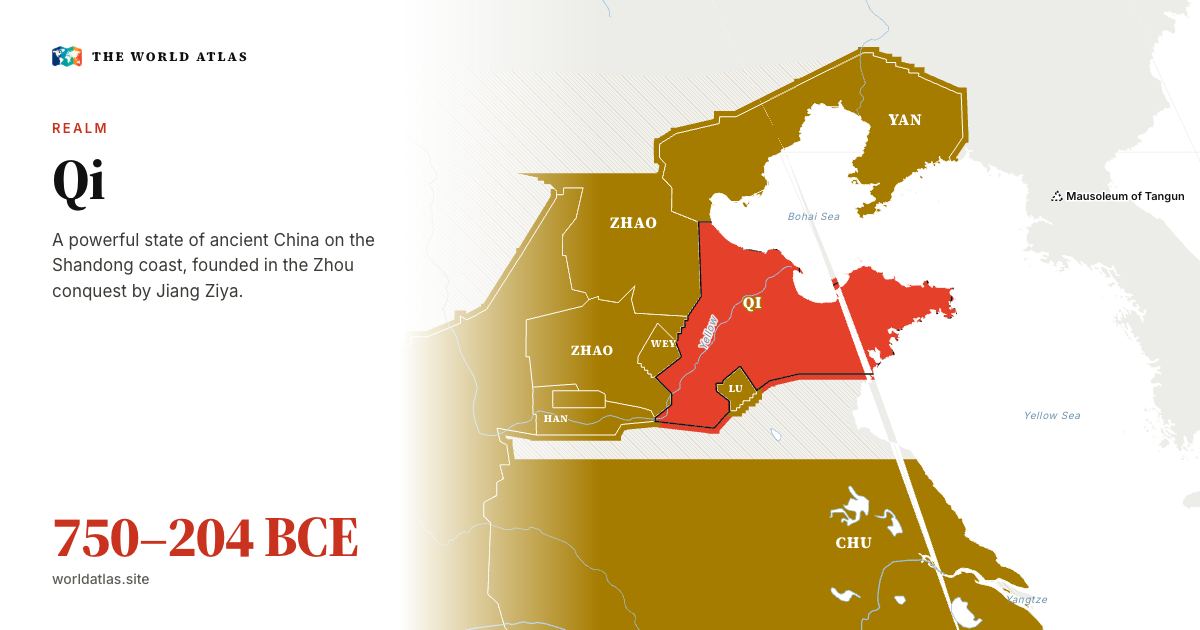 THE WORLD ATLAS
REALM
Qi
A powerful state of ancient China on the
Shandong coast, founded in the Zhou
conquest by Jiang Ziya.
750–204 BCE
worldatlas.site
YAN
Mausoleum of Tangun
Bohai Sea
ZHAO
QI
Yellow
WEY
ZHAO
LU
HAN
Yellow Sea
CHU
Yangtze